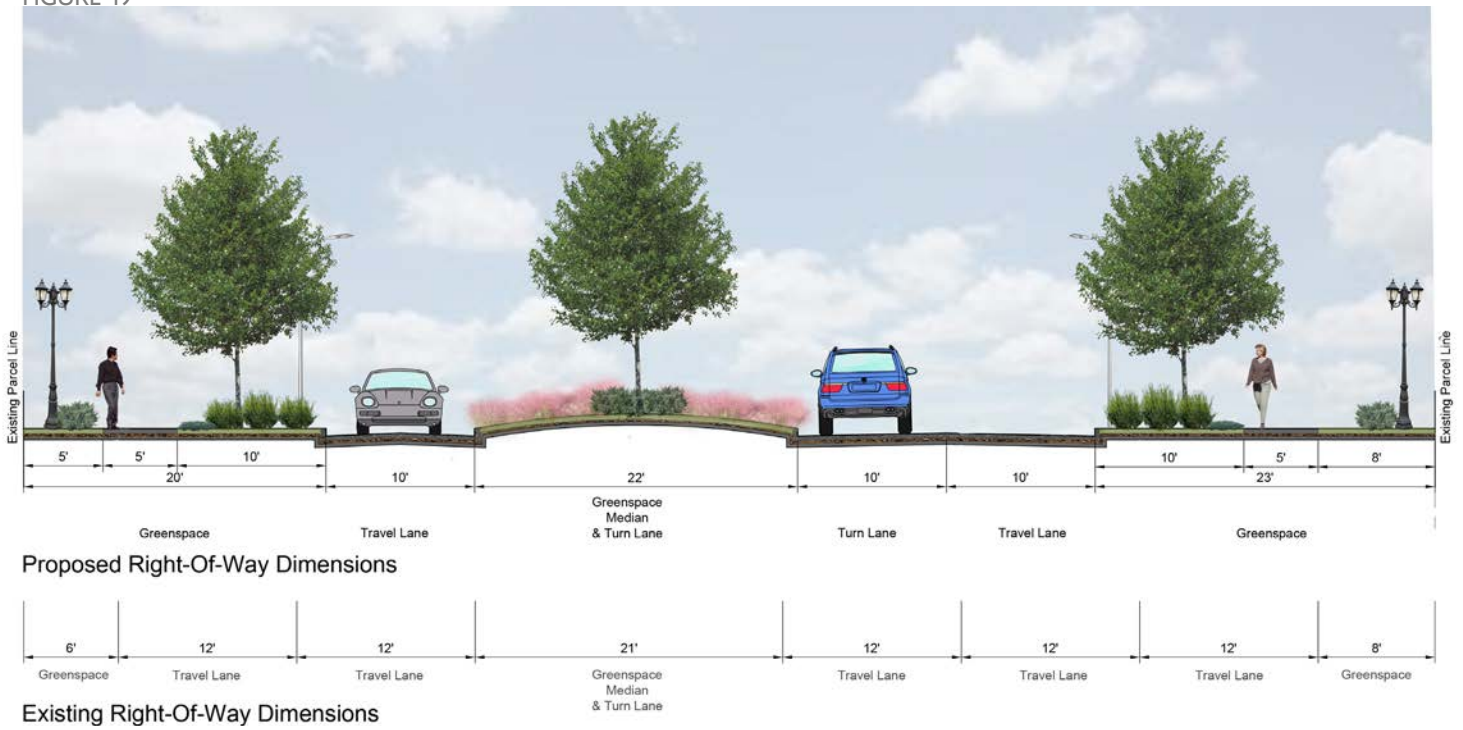 FIGURE 19
Existing Parcel Line
Existing Parcel Line
5'
5'
10'
20'
10'
22'
10'
10'
10'
5'
8'
23'
Greenspace
Travel Lane
Greenspace
Median
& Turn Lane
Turn Lane
Travel Lane
Greenspace
Proposed Right-Of-Way Dimensions
6'
12'
12'
21'
12'
12'
12'
8'
Greenspace
Travel Lane
Travel Lane
Greenspace
Median
& Turn Lane
Travel Lane
Travel Lane
Travel Lane
Greenspace
Existing Right-Of-Way Dimensions